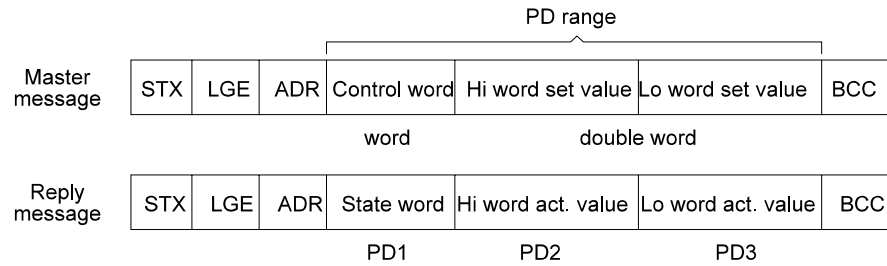 PD range
Master message
STX LGE ADR Control word Hi word set value Lo word set value BCC
word double word
Reply message
STX LGE ADR State word Hi word act. value Lo word act. value BCC
PD1 PD2 PD3